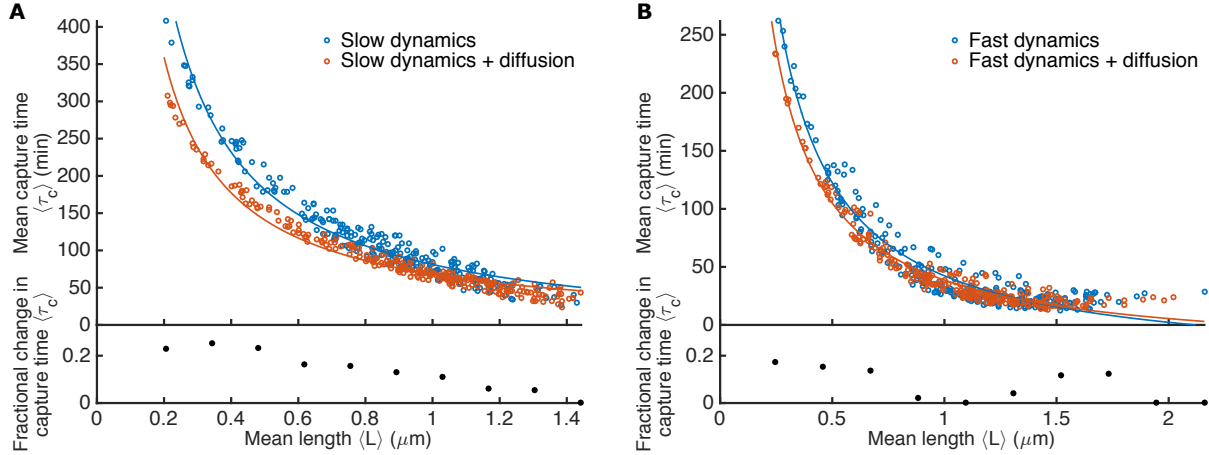 A
Mean capture time
⟨τc⟩ (min)
400
350
300
250
200
150
100
50
0
Slow dynamics
Slow dynamics + diffusion
Fractional change in
capture time ⟨τc⟩
0.2
0
0
0.2
0.4
0.6
0.8
1
1.2
1.4
Mean length ⟨L⟩ (μm)
B
Mean capture time
⟨τc⟩ (min)
250
200
150
100
50
0
Fast dynamics
Fast dynamics + diffusion
Fractional change in
capture time ⟨τc⟩
0.2
0
0
0.5
1
1.5
2
Mean length ⟨L⟩ (μm)